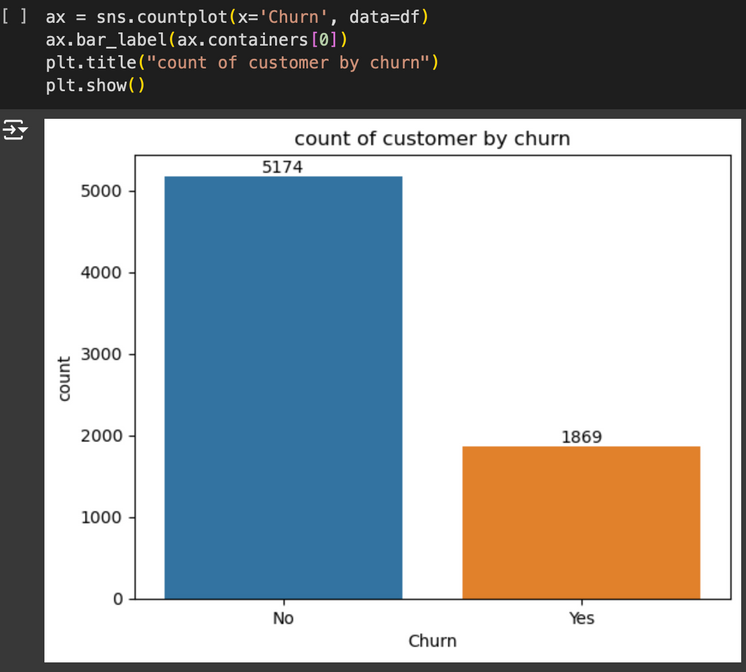 [ ] ax = sns.countplot(x='Churn', data=df)
ax.bar_label(ax.containers[0])
plt.title("count of customer by churn")
plt.show()
count of customer by churn
5174
5000
4000
3000
2000
1869
1000
0
count
No Yes
Churn